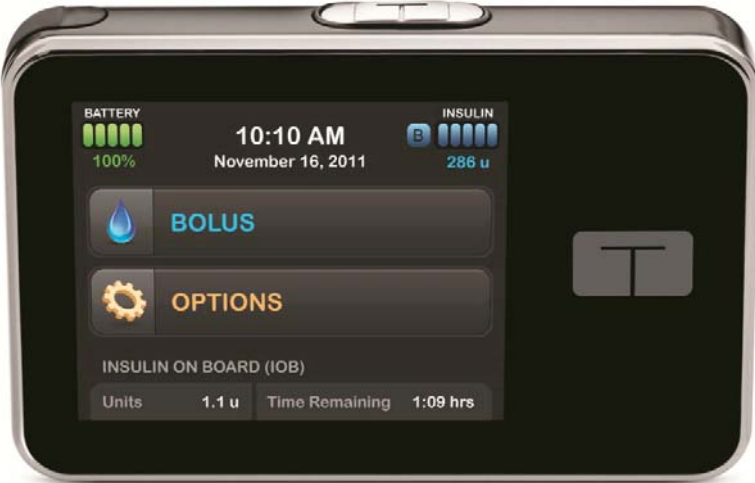 BATTERY
100%
10:10 AM
November 16, 2011
INSULIN
B
286 u
BOLUS
OPTIONS
INSULIN ON BOARD (IOB)
Units 1.1 u Time Remaining 1:09 hrs
T